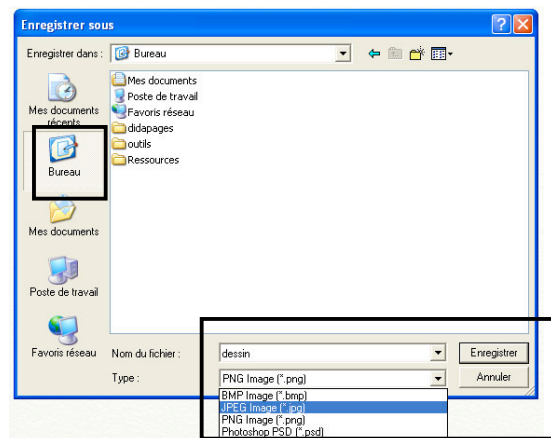 Enregistrer sous
Enregistrer dans : Bureau
Mes documents récents
Bureau
Mes documents
Poste de travail
Favoris réseau
Mes documents
Poste de travail
Favoris réseau
didapages
outils
Ressources
Nom du fichier : dessin Enregistrer
Type : PNG Image (*.png) Annuler
BMP Image (*.bmp)
JPEG Image (*.jpg)
PNG Image (*.png)
Photoshop PSD (*.psd)